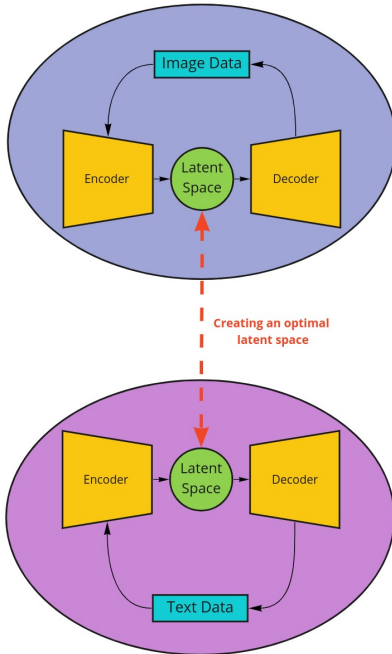 Image Data
Encoder
Latent
Space
Decoder
Creating an optimal
latent space
Encoder
Latent
Space
Decoder
Text Data